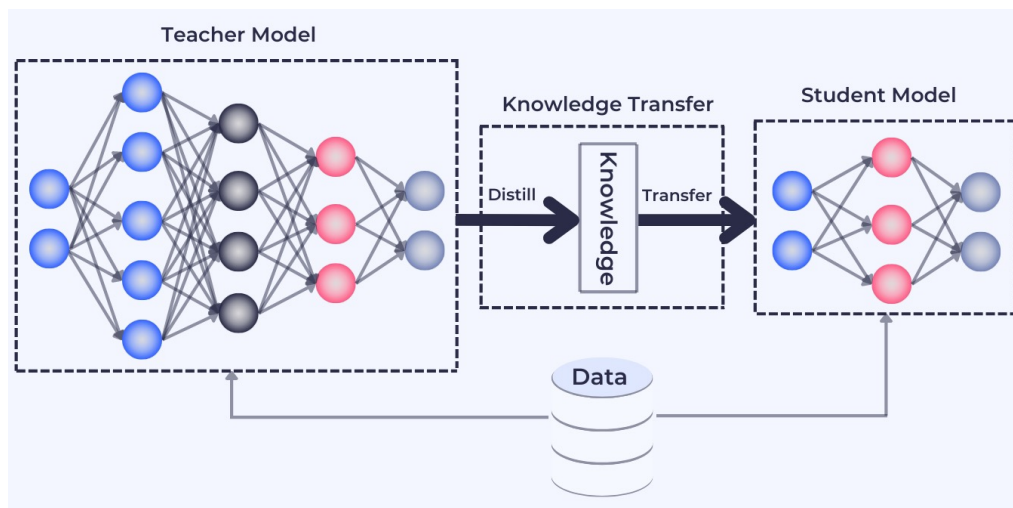 Teacher Model
Knowledge Transfer
Student Model
Distill
Knowledge
Transfer
Data